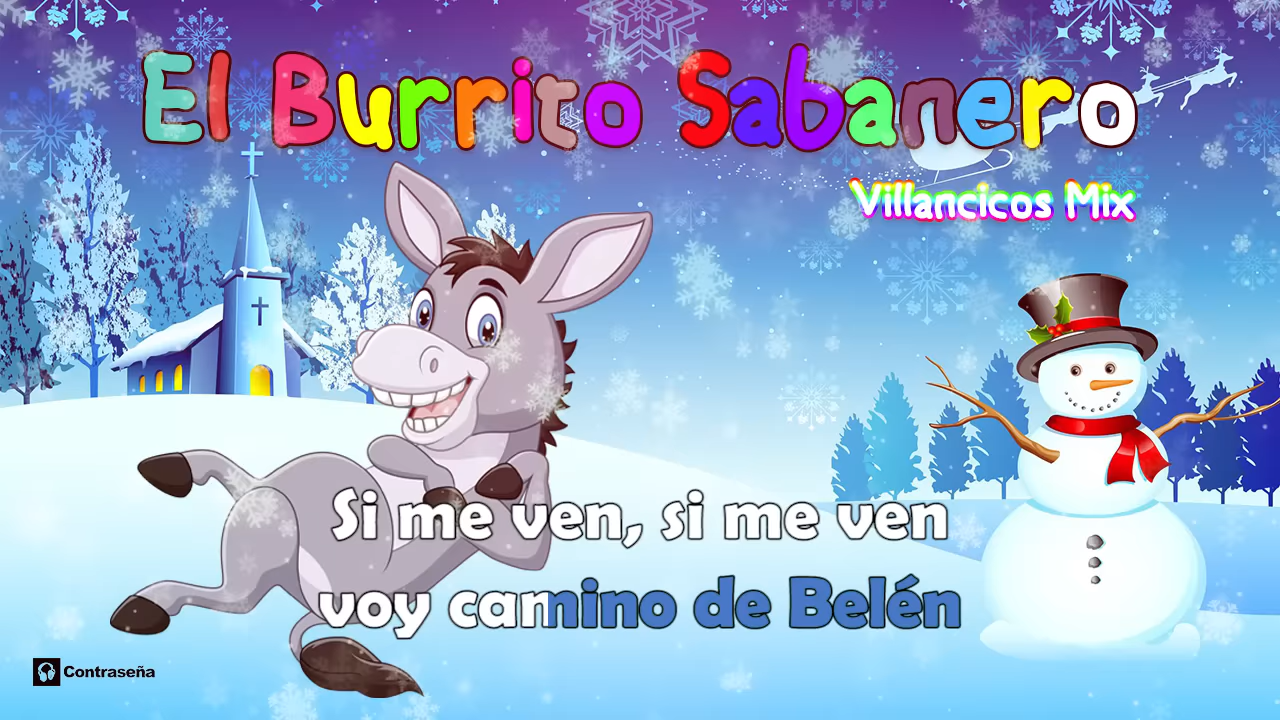 El Burrito Sabanero
Villancicos Mix
Si me ven, si me ven
voy camino de Belén
Contraseña